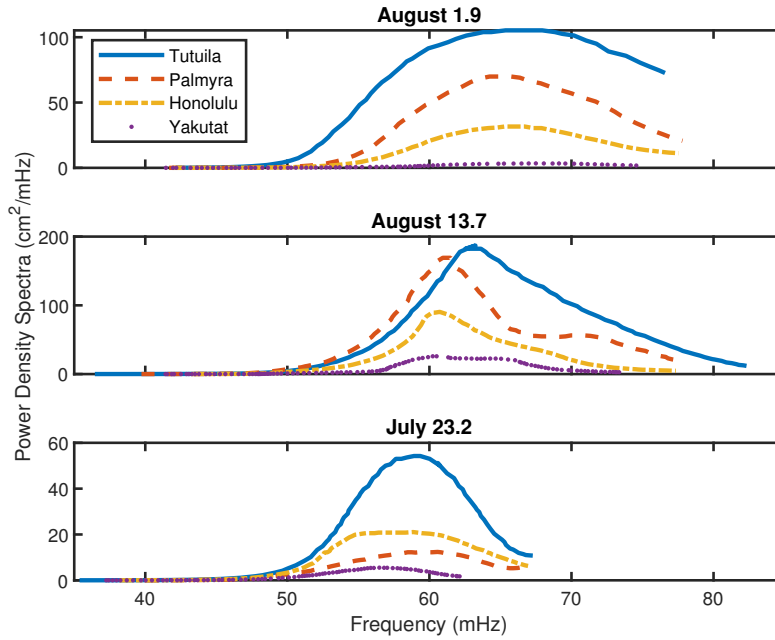 August 1.9
100
50
0
Tutuila
Palmyra
Honolulu
Yakutat
August 13.7
200
100
0
Power Density Spectra (cm²/mHz)
July 23.2
60
40
20
0
40 50 60 70 80
Frequency (mHz)